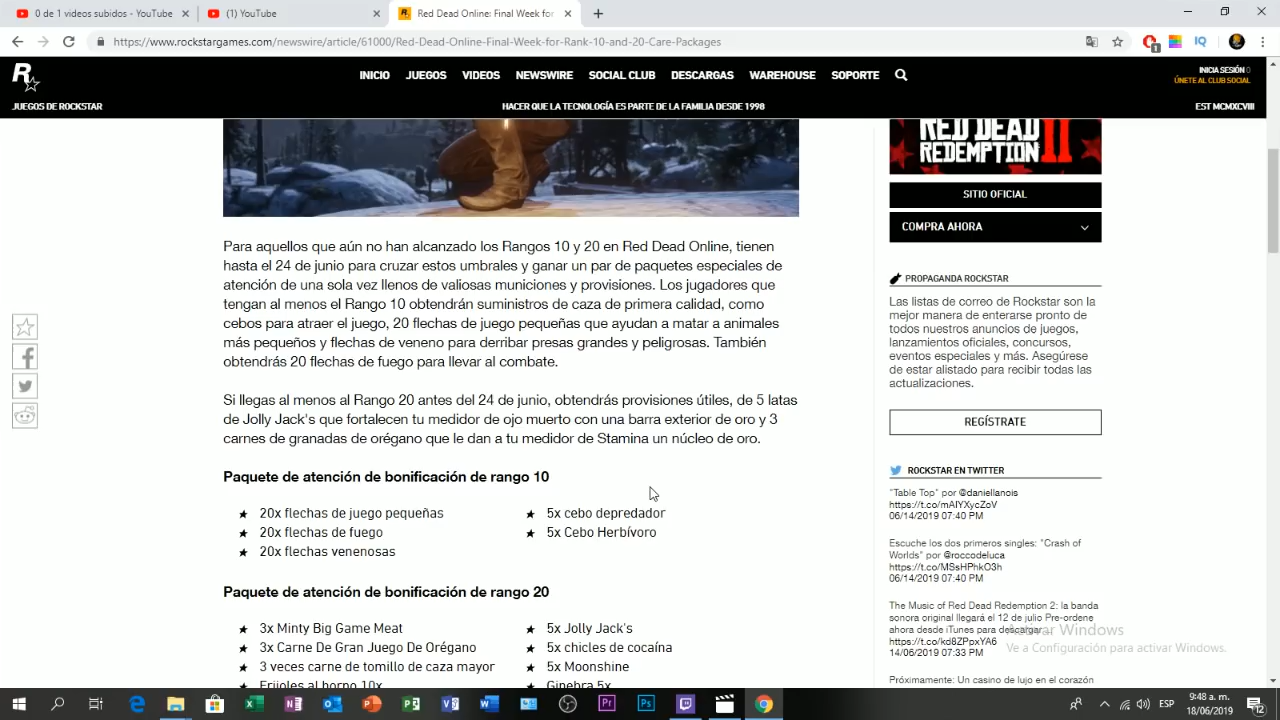 0 de 1 videos subidos - YouTube
(1) YouTube
Red Dead Online: Final Week for
https://www.rockstargames.com/newswire/article/61000/Red-Dead-Online-Final-Week-for-Rank-10-and-20-Care-Packages
1
IQ
R
INICIO
JUEGOS
VIDEOS
NEWSWIRE
SOCIAL CLUB
DESCARGAS
WAREHOUSE
SOPORTE
INICIA SESIÓN
ÚNETE AL CLUB SOCIAL
JUEGOS DE ROCKSTAR
HACER QUE LA TECNOLOGÍA ES PARTE DE LA FAMILIA DESDE 1998
EST MCMXCVIII
Para aquellos que aún no han alcanzado los Rangos 10 y 20 en Red Dead Online, tienen
hasta el 24 de junio para cruzar estos umbrales y ganar un par de paquetes especiales de
atención de una sola vez llenos de valiosas municiones y provisiones. Los jugadores que
tengan al menos el Rango 10 obtendrán suministros de caza de primera calidad, como
cebos para atraer el juego, 20 flechas de juego pequeñas que ayudan a matar a animales
más pequeños y flechas de veneno para derribar presas grandes y peligrosas. También
obtendrás 20 flechas de fuego para llevar al combate.
Si llegas al menos al Rango 20 antes del 24 de junio, obtendrás provisiones útiles, de 5 latas
de Jolly Jack's que fortalecen tu medidor de ojo muerto con una barra exterior de oro y 3
carnes de granadas de orégano que le dan a tu medidor de Stamina un núcleo de oro.
Paquete de atención de bonificación de rango 10
20x flechas de juego pequeñas
20x flechas de fuego
20x flechas venenosas
5x cebo depredador
5x Cebo Herbívoro
Paquete de atención de bonificación de rango 20
3x Minty Big Game Meat
3x Carne De Gran Juego De Orégano
3 veces carne de tomillo de caza mayor
Frijoles al horno 10x
5x Jolly Jack's
5x chicles de cocaína
5x Moonshine
Ginebra 5x
RED DEAD
REDEMPTION II
SITIO OFICIAL
COMPRA AHORA
PROPAGANDA ROCKSTAR
Las listas de correo de Rockstar son la
mejor manera de enterarse pronto de
todos nuestros anuncios de juegos,
lanzamientos oficiales, concursos,
eventos especiales y más. Asegúrese
de estar alistado para recibir todas las
actualizaciones.
REGÍSTRATE
ROCKSTAR EN TWITTER
"Table Top" por @daniellanois
https://t.co/mAIYXycZoV
06/14/2019 07:40 PM
Escuche los dos primeros singles: "Crash of
Worlds" por @roccodeluca
https://t.co/MSsHPhkO3h
06/14/2019 07:40 PM
The Music of Red Dead Redemption 2: la banda
sonora original llegará el 12 de julio Pre-ordene
ahora desde iTunes para descargar
https://t.co/kd8ZPpxYA6
14/06/2019 07:33 PM
Próximamente: Un casino de lujo en el corazón
Activar Windows
Ve a Configuración para activar Windows.
ESP
9:48 a. m.
18/06/2019
12